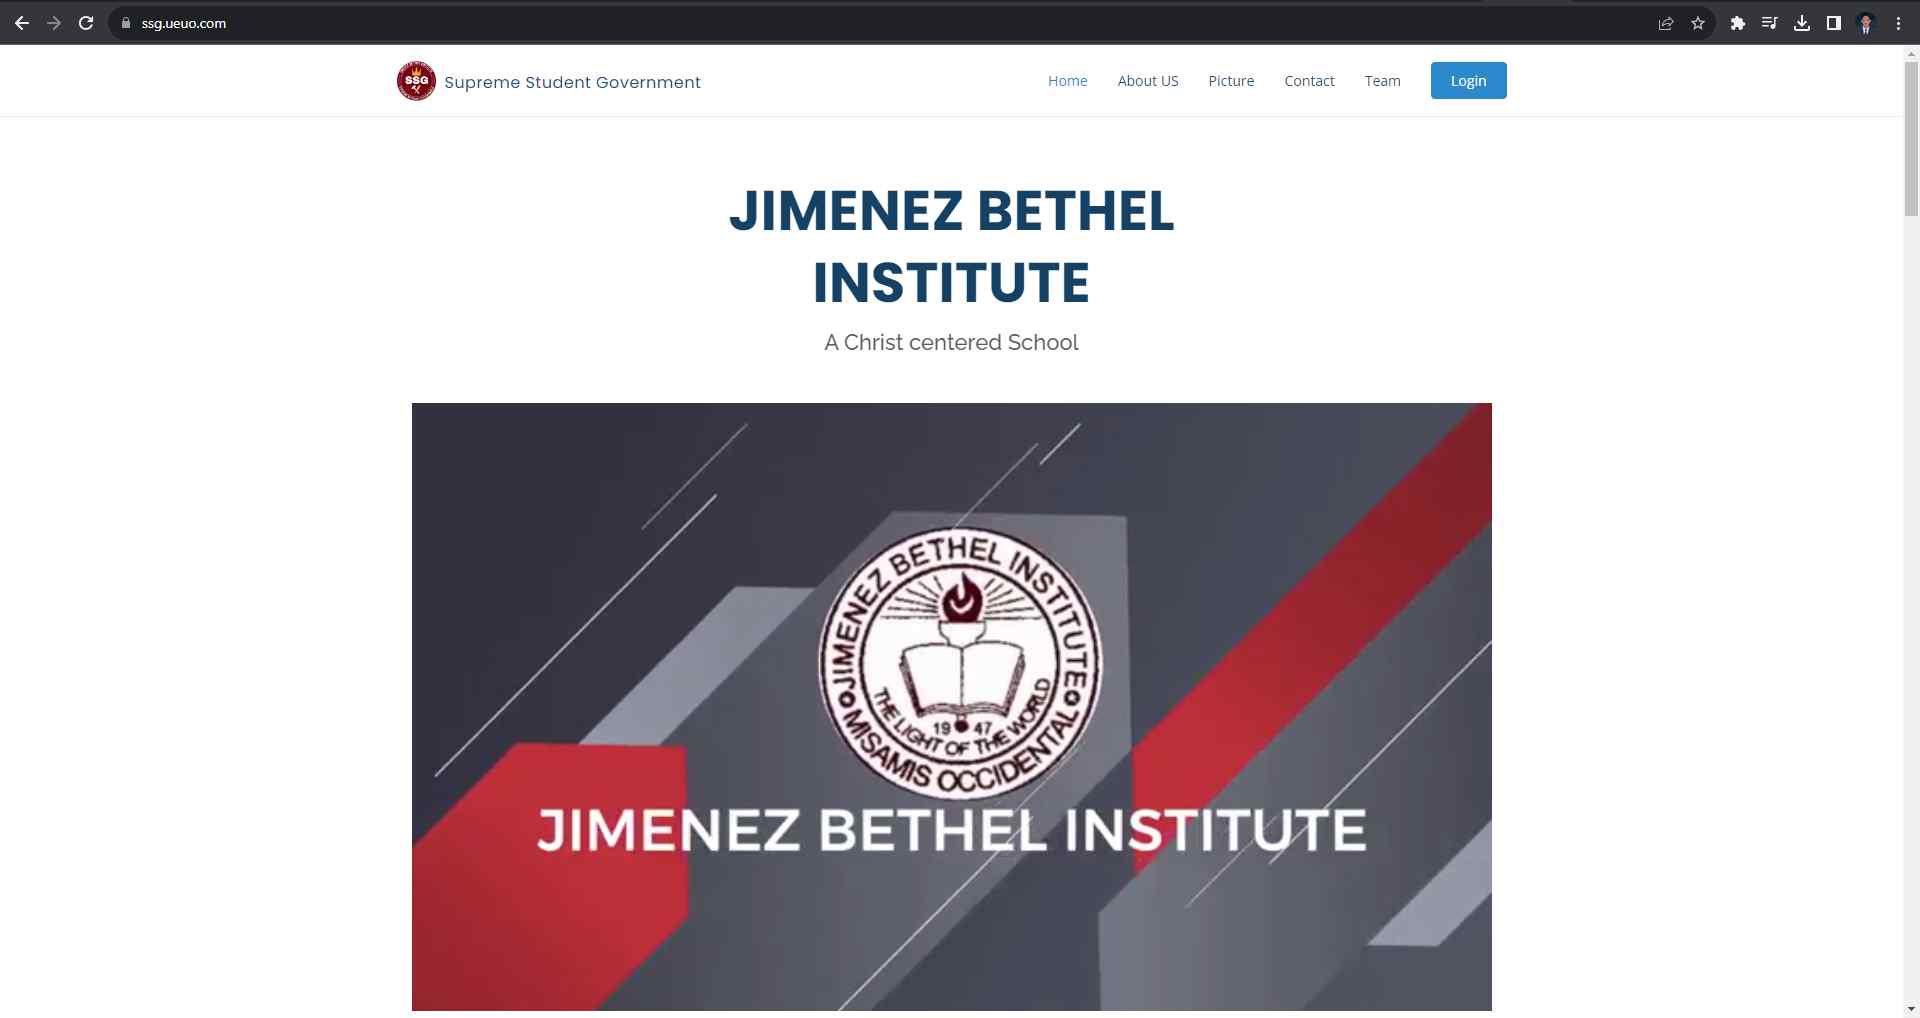 ssg.ueuo.com
SSG
Supreme Student Government
Home
About US
Picture
Contact
Team
Login
JIMENEZ BETHEL
INSTITUTE
A Christ centered School
JIMENEZ BETHEL INSTITUTE
THE LIGHT OF THE WORLD
19 47
MISAMIS OCCIDENTAL
JIMENEZ BETHEL INSTITUTE